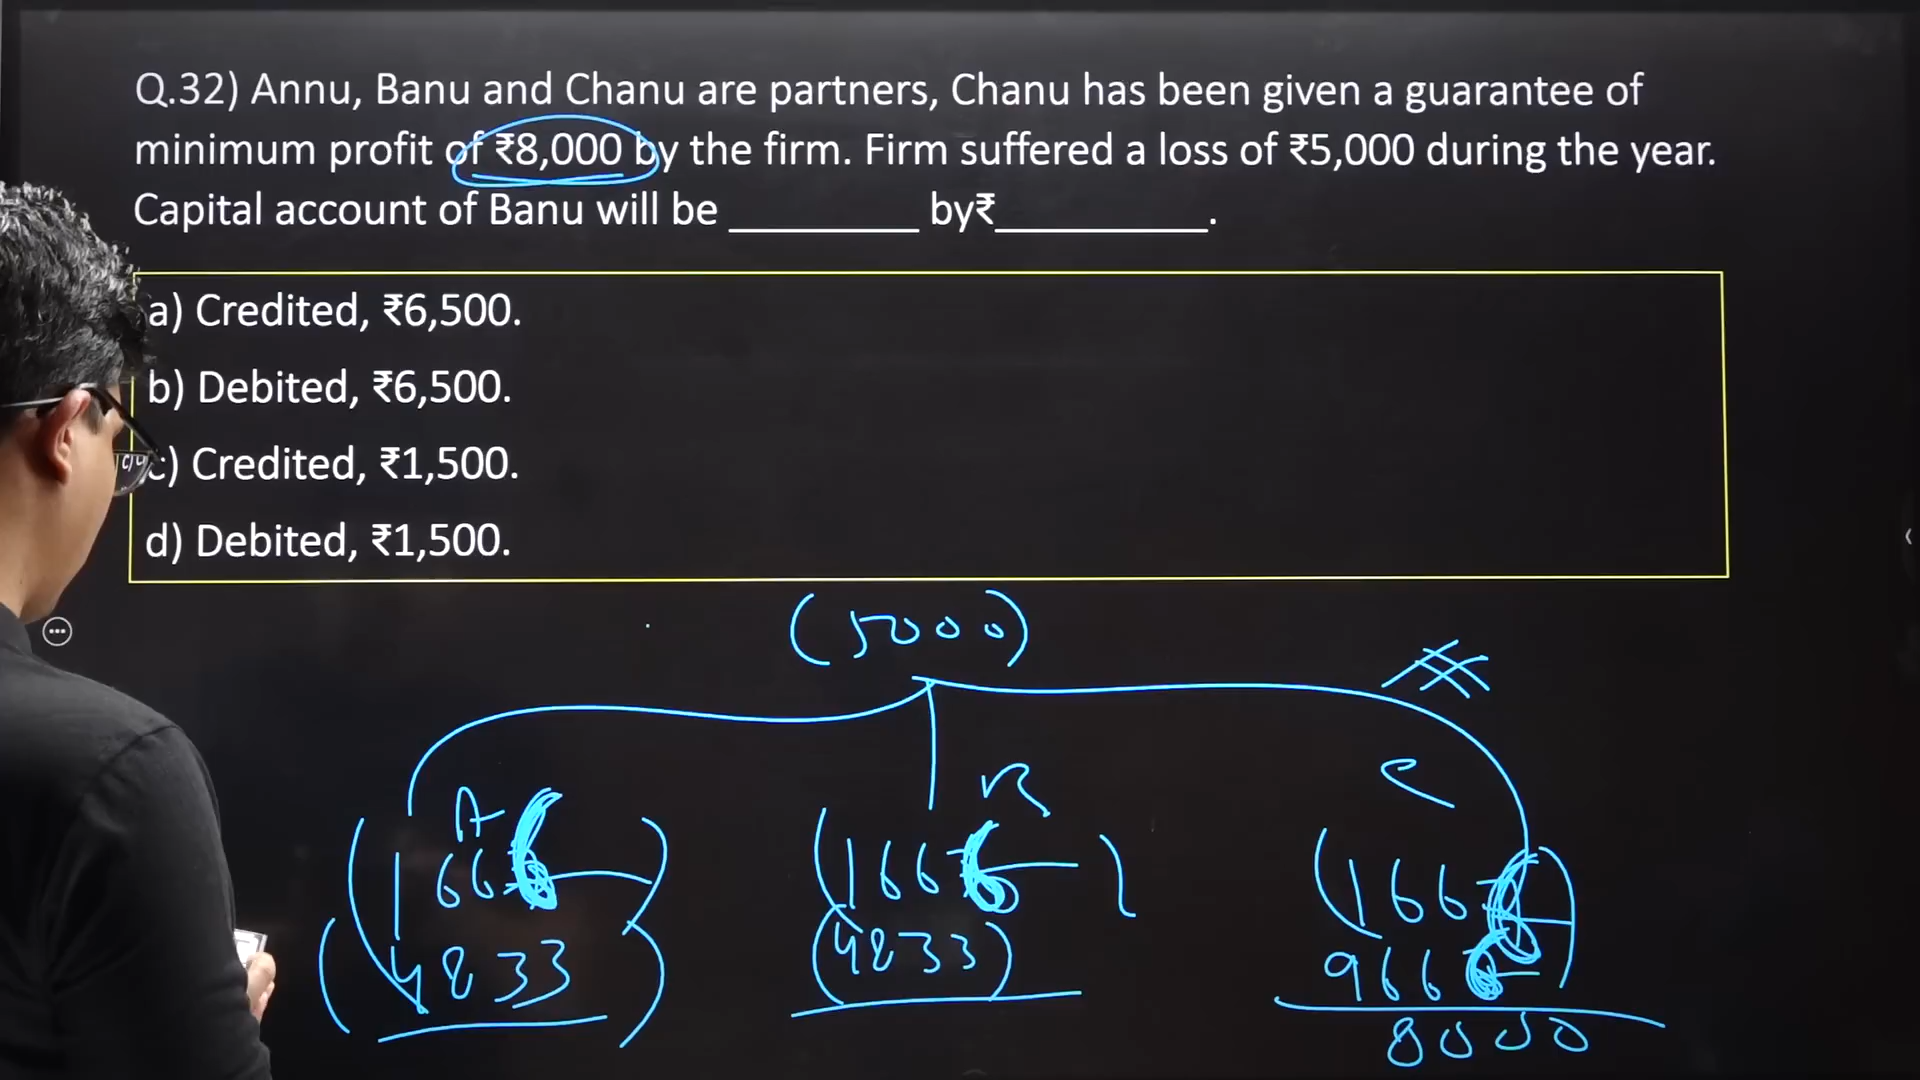 Q.32) Annu, Banu and Chanu are partners, Chanu has been given a guarantee of
minimum profit of ₹8,000 by the firm. Firm suffered a loss of ₹5,000 during the year.
Capital account of Banu will be ________ by₹_________.
a) Credited, ₹6,500.
b) Debited, ₹6,500.
c) Credited, ₹1,500.
d) Debited, ₹1,500.
(5000)
A
B
C
(1666)
(1666)
(1666)
(4833)
(4833)
9666
8000